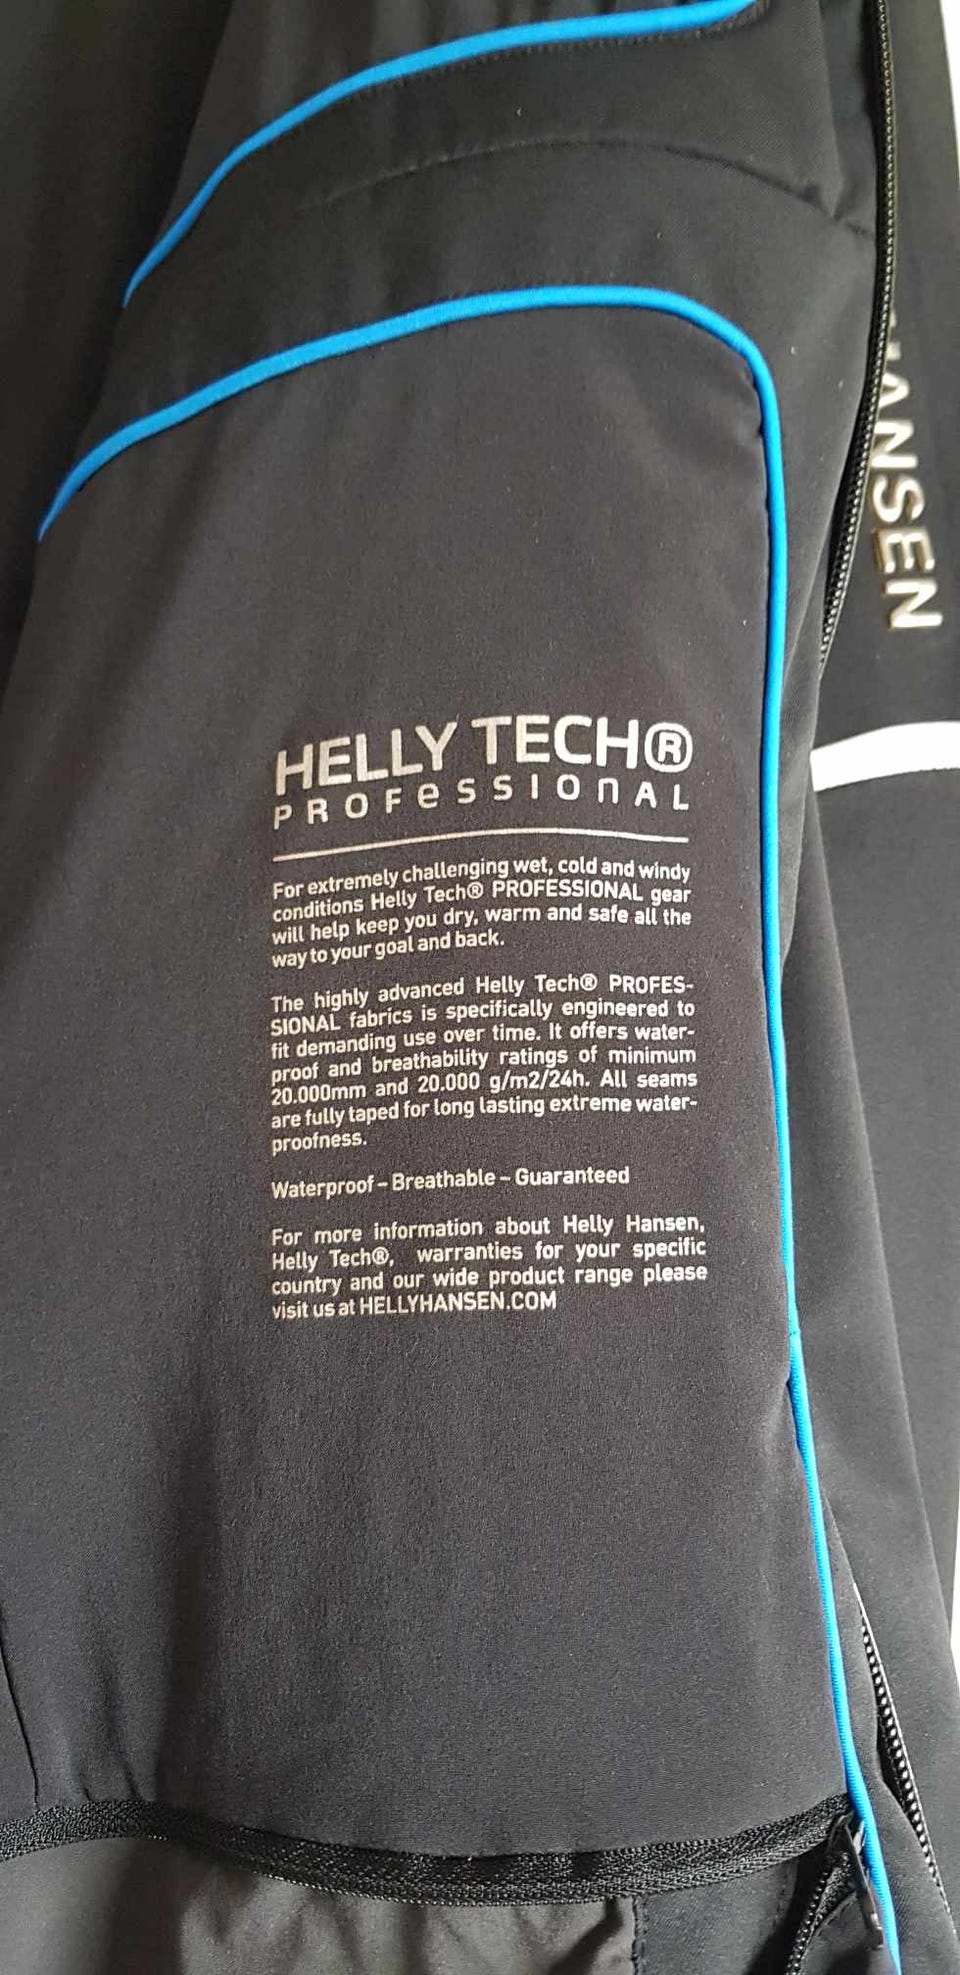 HANSEN
HELLY TECH®
PROFESSIONAL
For extremely challenging wet, cold and windy
conditions Helly Tech® PROFESSIONAL gear
will help keep you dry, warm and safe all the
way to your goal and back.
The highly advanced Helly Tech® PROFES-
SIONAL fabrics is specifically engineered to
fit demanding use over time. It offers water-
proof and breathability ratings of minimum
20.000mm and 20.000 g/m2/24h. All seams
are fully taped for long lasting extreme water-
proofness.
Waterproof – Breathable – Guaranteed
For more information about Helly Hansen,
Helly Tech®, warranties for your specific
country and our wide product range please
visit us at HELLYHANSEN.COM